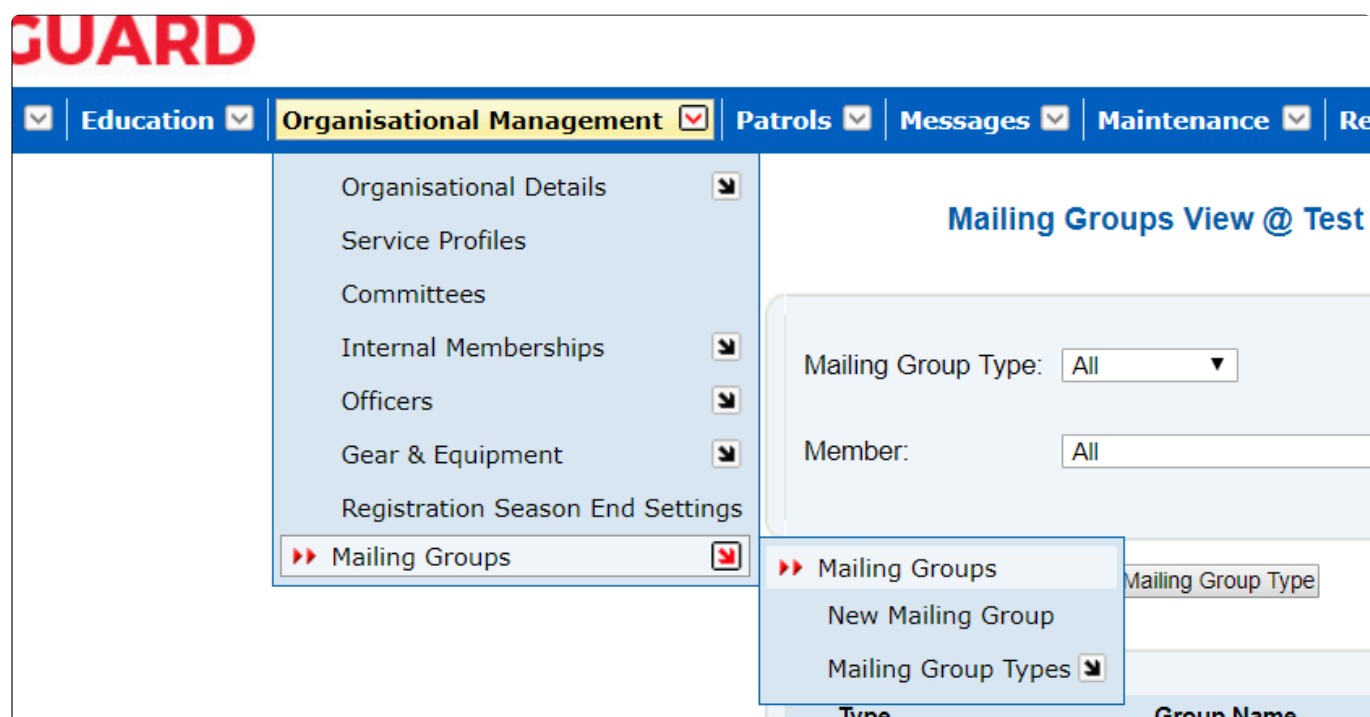 GUARD
Education Organisational Management Patrols Messages Maintenance Re
Organisational Details
Service Profiles
Committees
Internal Memberships
Officers
Gear & Equipment
Registration Season End Settings
Mailing Groups
Mailing Groups View @ Test
Mailing Group Type: All
Member: All
Mailing Groups
New Mailing Group
Mailing Group Types
Mailing Group Type
Type Group Name